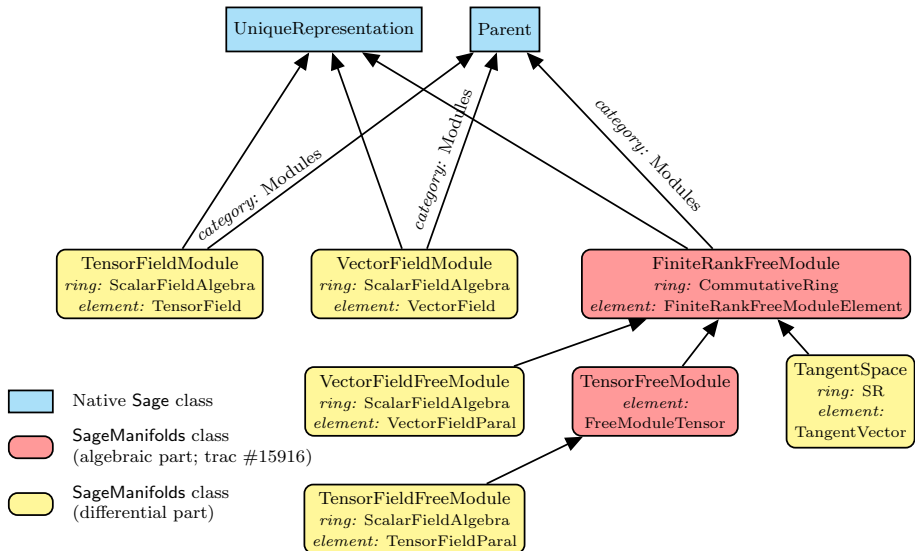 UniqueRepresentation
Parent
category: Modules
category: Modules
category: Modules
TensorFieldModule
ring: ScalarFieldAlgebra
element: TensorField
VectorFieldModule
ring: ScalarFieldAlgebra
element: VectorField
FiniteRankFreeModule
ring: CommutativeRing
element: FiniteRankFreeModuleElement
VectorFieldFreeModule
ring: ScalarFieldAlgebra
element: VectorFieldParal
TensorFreeModule
element:
FreeModuleTensor
TangentSpace
ring: SR
element:
TangentVector
TensorFieldFreeModule
ring: ScalarFieldAlgebra
element: TensorFieldParal
Native Sage class
SageManifolds class
(algebraic part; trac #15916)
SageManifolds class
(differential part)